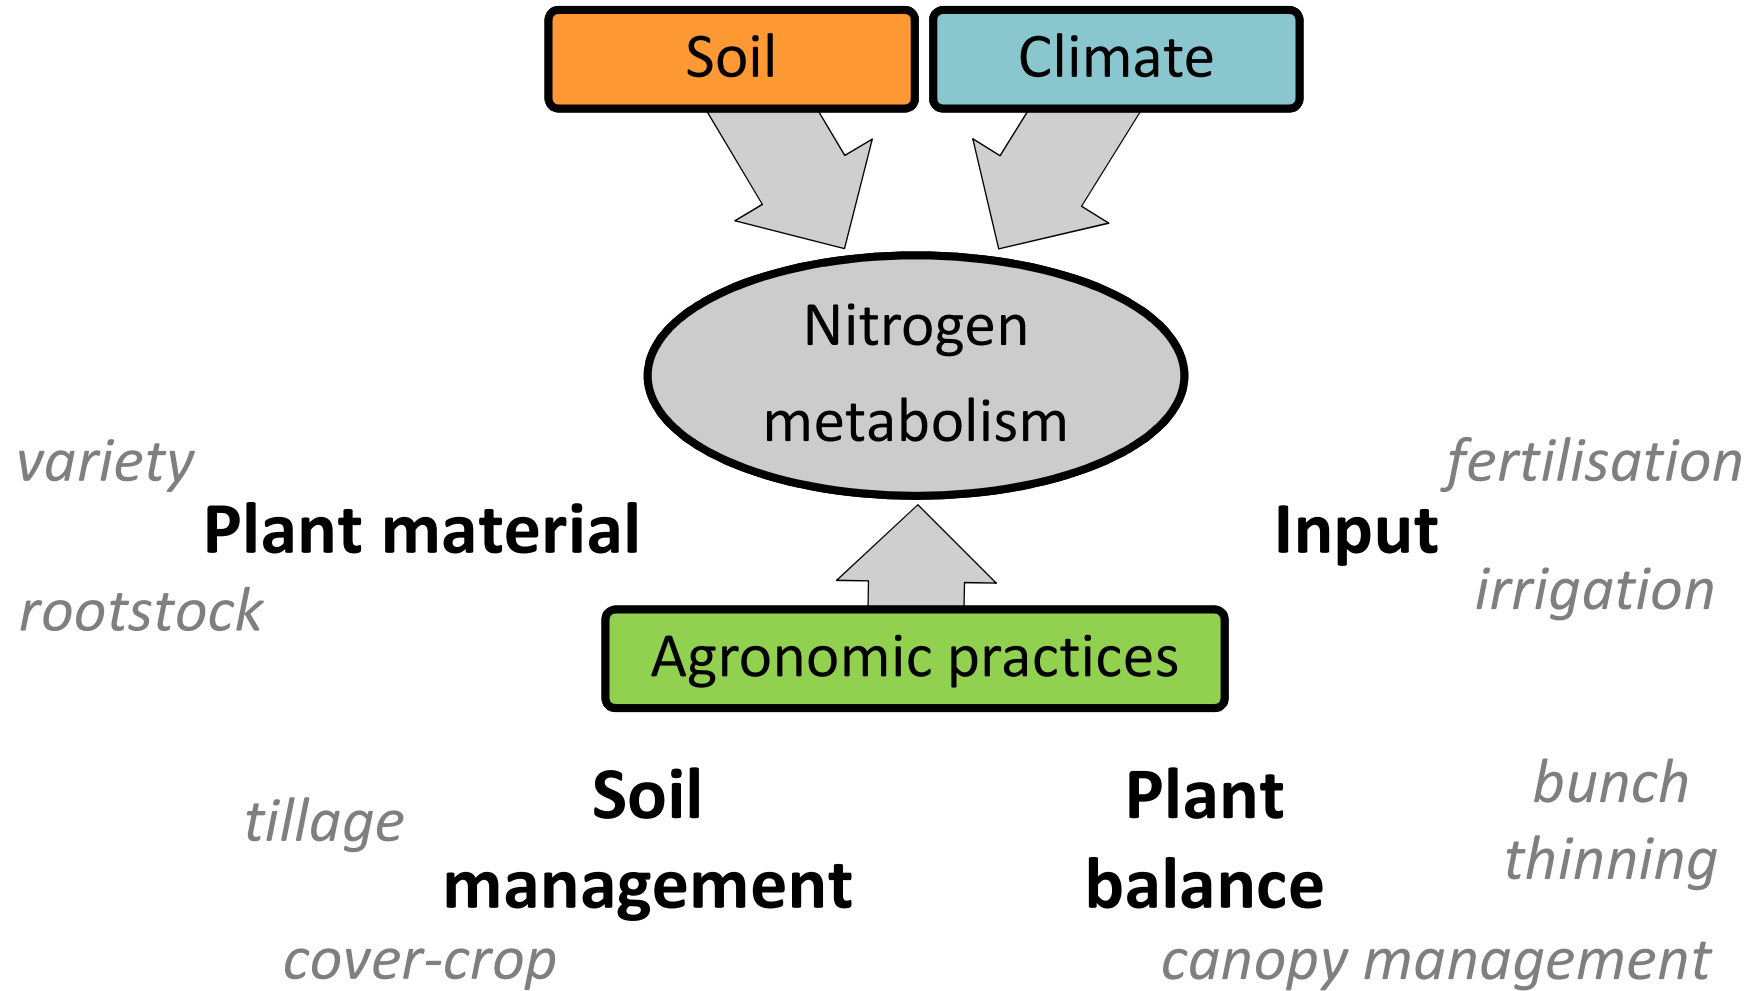 Soil
Climate
Nitrogen
metabolism
variety
Plant material
rootstock
fertilisation
Input
irrigation
Agronomic practices
tillage
Soil
management
cover-crop
Plant
balance
bunch
thinning
canopy management